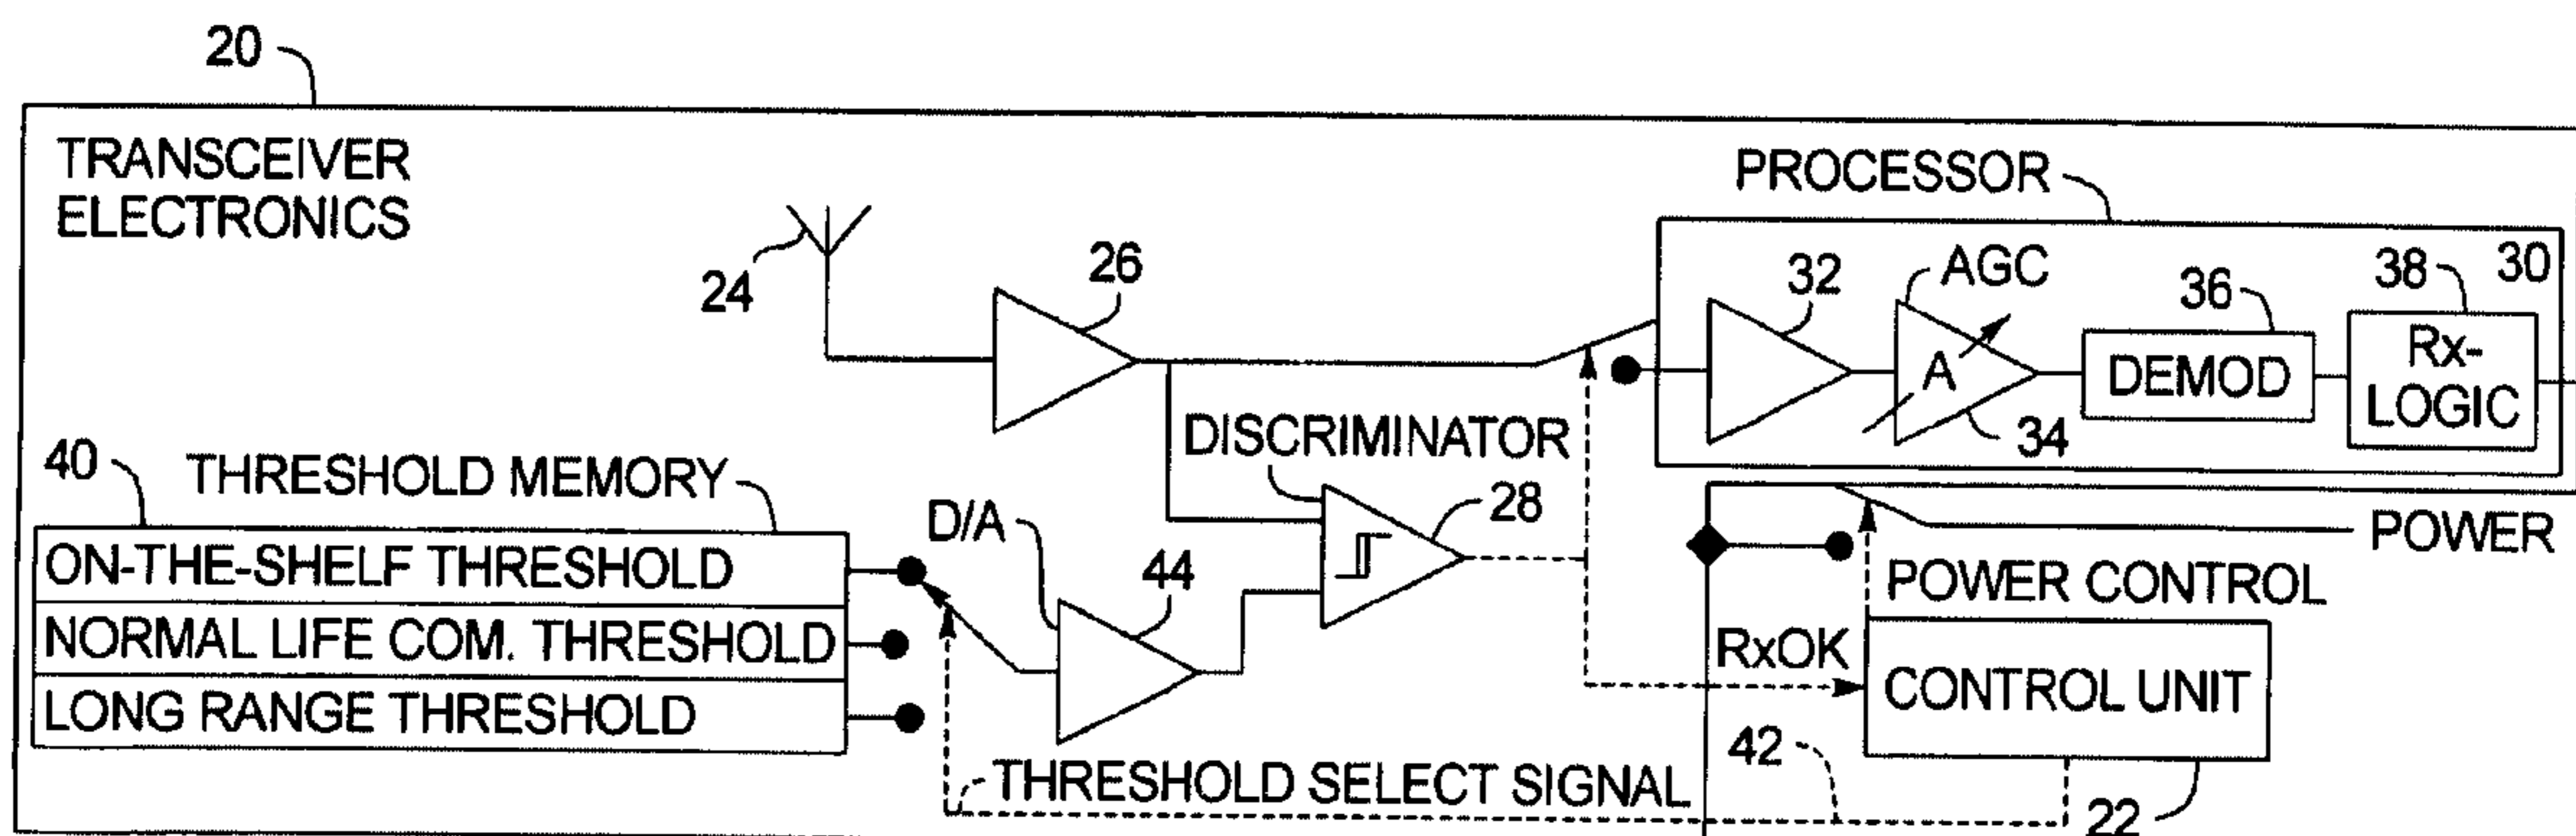 20
TRANSCEIVER
ELECTRONICS
PROCESSOR
24
26
32
AGC
36
38
30
A
34
DEMOD
Rx-
LOGIC
DISCRIMINATOR
28
40
THRESHOLD MEMORY
D/A
44
ON-THE-SHELF THRESHOLD
NORMAL LIFE COM. THRESHOLD
LONG RANGE THRESHOLD
POWER
POWER CONTROL
RxOK
CONTROL UNIT
42
THRESHOLD SELECT SIGNAL
22